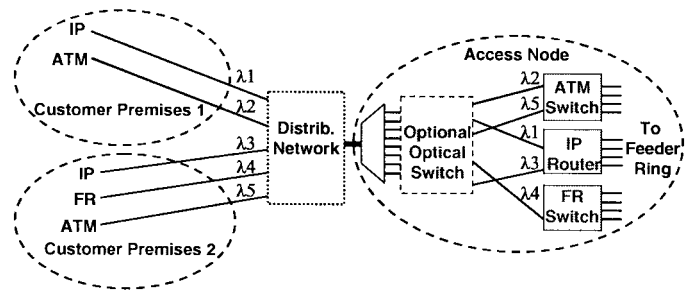 IP
ATM
Customer Premises 1
λ1
λ2
IP
FR
ATM
Customer Premises 2
λ3
λ4
λ5
Distrib.
Network
Access Node
Optional
Optical
Switch
λ2
λ5
λ1
λ3
λ4
ATM
Switch
IP
Router
FR
Switch
To
Feeder
Ring